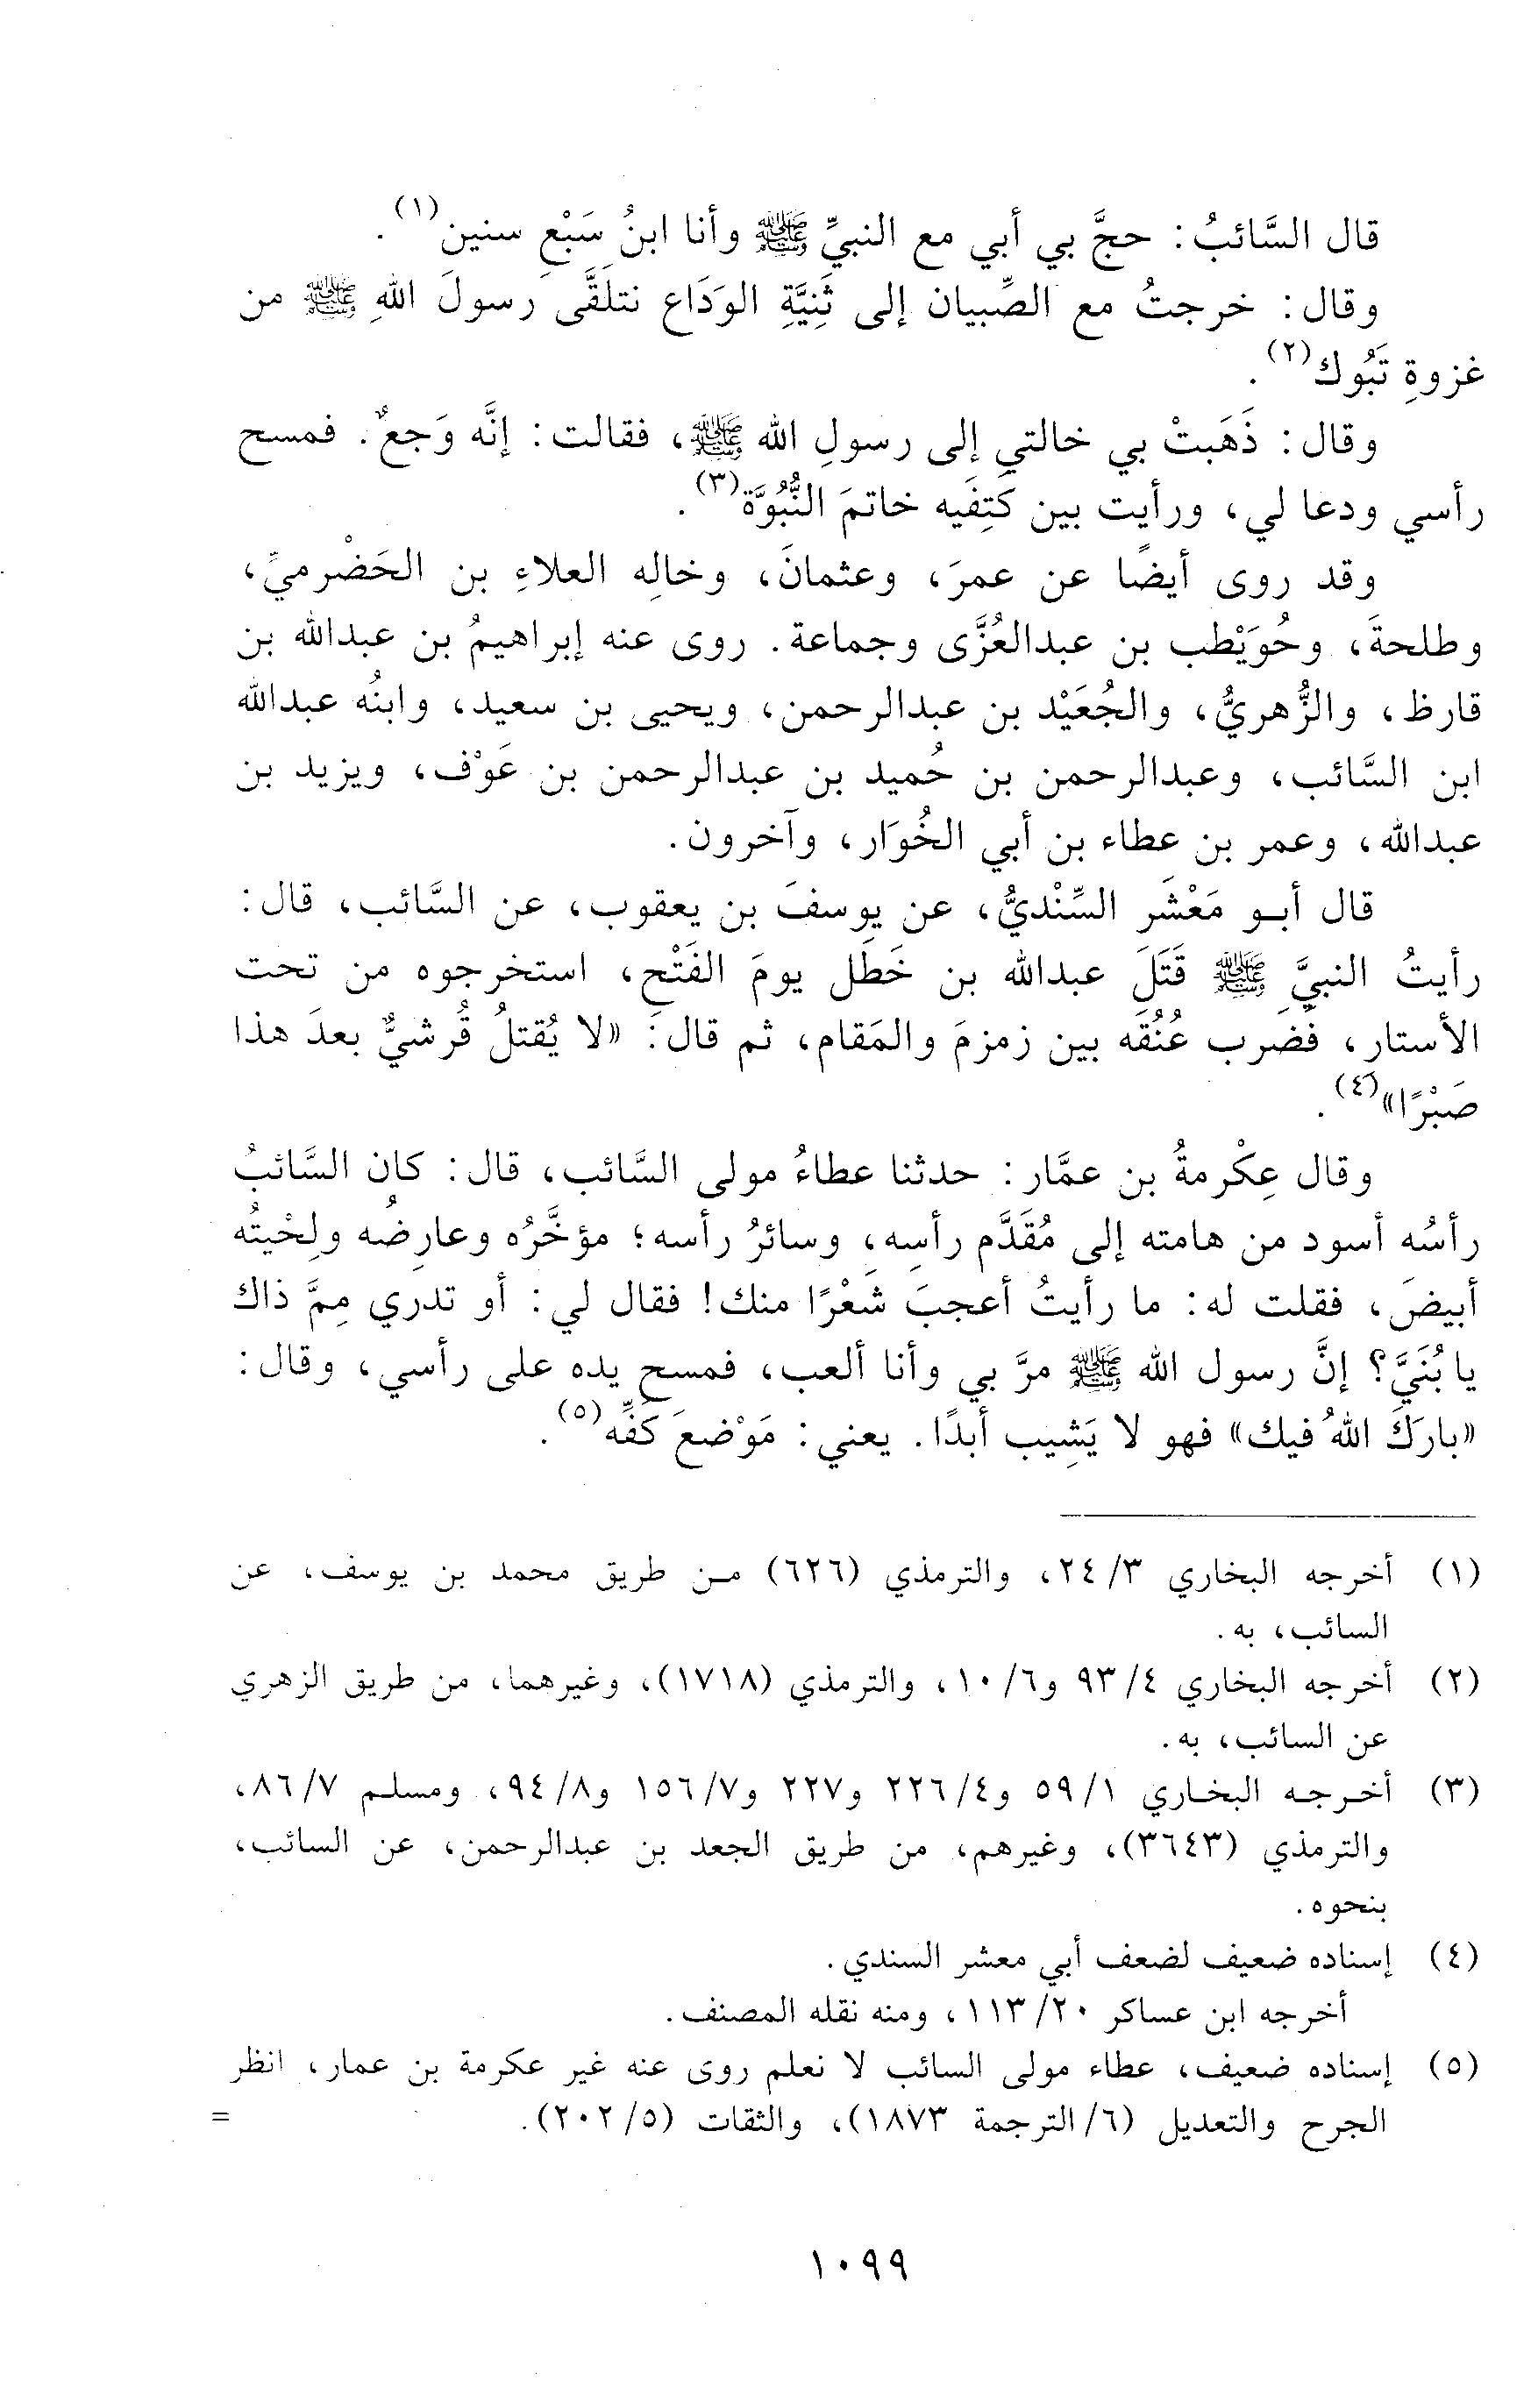 قال السَّائبُ: حجَّ بي أبي مع النبيِّ ﷺ وأنا ابنُ سَبْعِ سنين(١).
وقال: خرجتُ مع الصِّبيان إلى ثَنِيَّةِ الوَدَاع نتلَقَّى رسولَ اللهِ ﷺ من
غزوةِ تَبُوك(٢).
وقال: ذَهَبتْ بي خالتي إلى رسولِ الله ﷺ، فقالت: إنَّه وَجعٌ. فمسح
رأسي ودعا لي، ورأيت بين كَتِفَيه خاتمَ النُّبُوَّة(٣).
وقد روى أيضًا عن عمرَ، وعثمانَ، وخالِه العلاءِ بن الحَضْرميِّ،
وطلحةَ، وحُوَيْطب بن عبدالعُزَّى وجماعة. روى عنه إبراهيمُ بن عبدالله بن
قارظ، والزُّهريُّ، والجُعَيْد بن عبدالرحمن، ويحيى بن سعيد، وابنُه عبدالله
ابن السَّائب، وعبدالرحمن بن حُميد بن عبدالرحمن بن عَوْف، ويزيد بن
عبدالله، وعمر بن عطاء بن أبي الخُوَار، وآخرون.
قال أبو مَعْشَر السِّنْديُّ، عن يوسفَ بن يعقوب، عن السَّائب، قال:
رأيتُ النبيَّ ﷺ قَتَلَ عبدالله بن خَطَل يومَ الفَتْحِ، استخرجوه من تحت
الأستارِ، فضرب عُنُقَه بين زمزمَ والمَقام، ثم قال: «لا يُقتلُ قُرشيٌّ بعدَ هذا
صَبْرًا»(٤).
وقال عِكْرمةُ بن عمَّار: حدثنا عطاءُ مولى السَّائب، قال: كان السَّائبُ
رأسُه أسود من هامته إلى مُقَدَّم رأسِه، وسائرُ رأسه؛ مؤخَّرُه وعارِضُه ولِحْيتُه
أبيضَ، فقلت له: ما رأيتُ أعجبَ شَعْرًا منك! فقال لي: أو تدري مِمَّ ذاك
يا بُنَيَّ؟ إنَّ رسول الله ﷺ مرَّ بي وأنا ألعب، فمسح يده على رأسي، وقال:
«بارَكَ اللهُ فيك» فهو لا يَشِيب أبدًا. يعني: مَوْضعَ كَفِّه(٥).
(١) أخرجه البخاري ٢٤/٣، والترمذي (٦٢٦) من طريق محمد بن يوسف، عن
السائب، به.
(٢) أخرجه البخاري ٩٣/٤ و١٠/٦، والترمذي (١٧١٨)، وغيرهما، من طريق الزهري
عن السائب، به.
(٣) أخرجه البخاري ٥٩/١ و٢٢٦/٤ و٢٢٧ و١٥٦/٧ و٩٤/٨، ومسلم ٨٦/٧،
والترمذي (٣٦٤٣)، وغيرهم، من طريق الجعد بن عبدالرحمن، عن السائب،
بنحوه.
(٤) إسناده ضعيف لضعف أبي معشر السندي.
أخرجه ابن عساكر ١١٣/٢٠، ومنه نقله المصنف.
(٥) إسناده ضعيف، عطاء مولى السائب لا نعلم روى عنه غير عكرمة بن عمار، انظر
الجرح والتعديل (٦/الترجمة ١٨٧٣)، والثقات (٢٠٢/٥). =
١٠٩٩